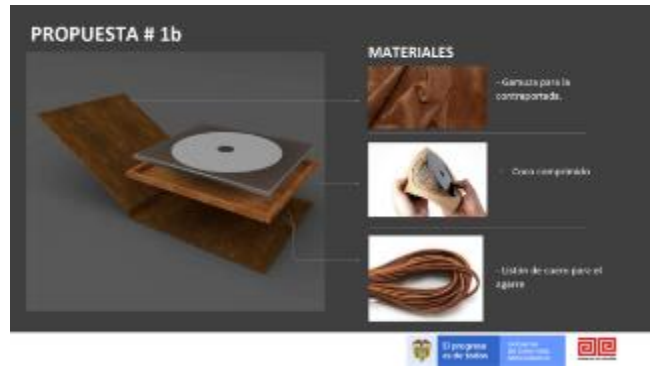 PROPUESTA # 1b
MATERIALES
- Gamuza para la
contraportada.
- Coco comprimido
- Listón de cuero para el
agarre
El progreso
es de todos